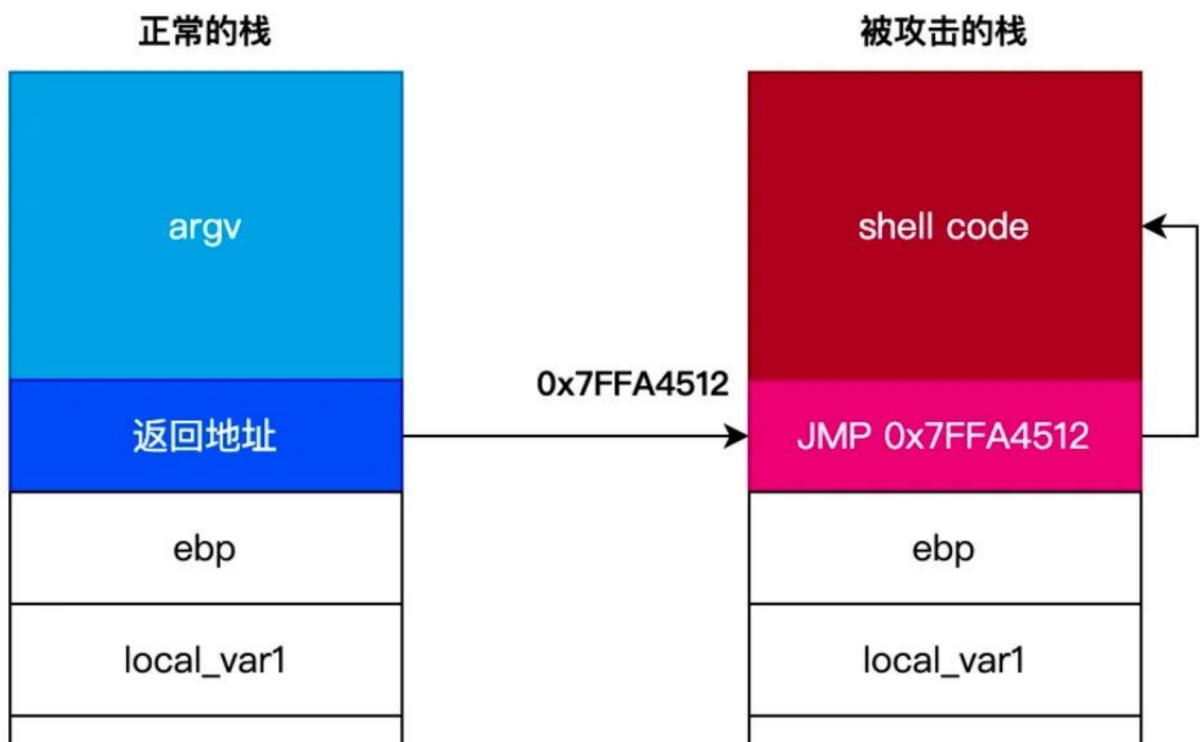 正常的栈
被攻击的栈
argv
shell code
0x7FFA4512
返回地址
JMP 0x7FFA4512
ebp
ebp
local_var1
local_var1